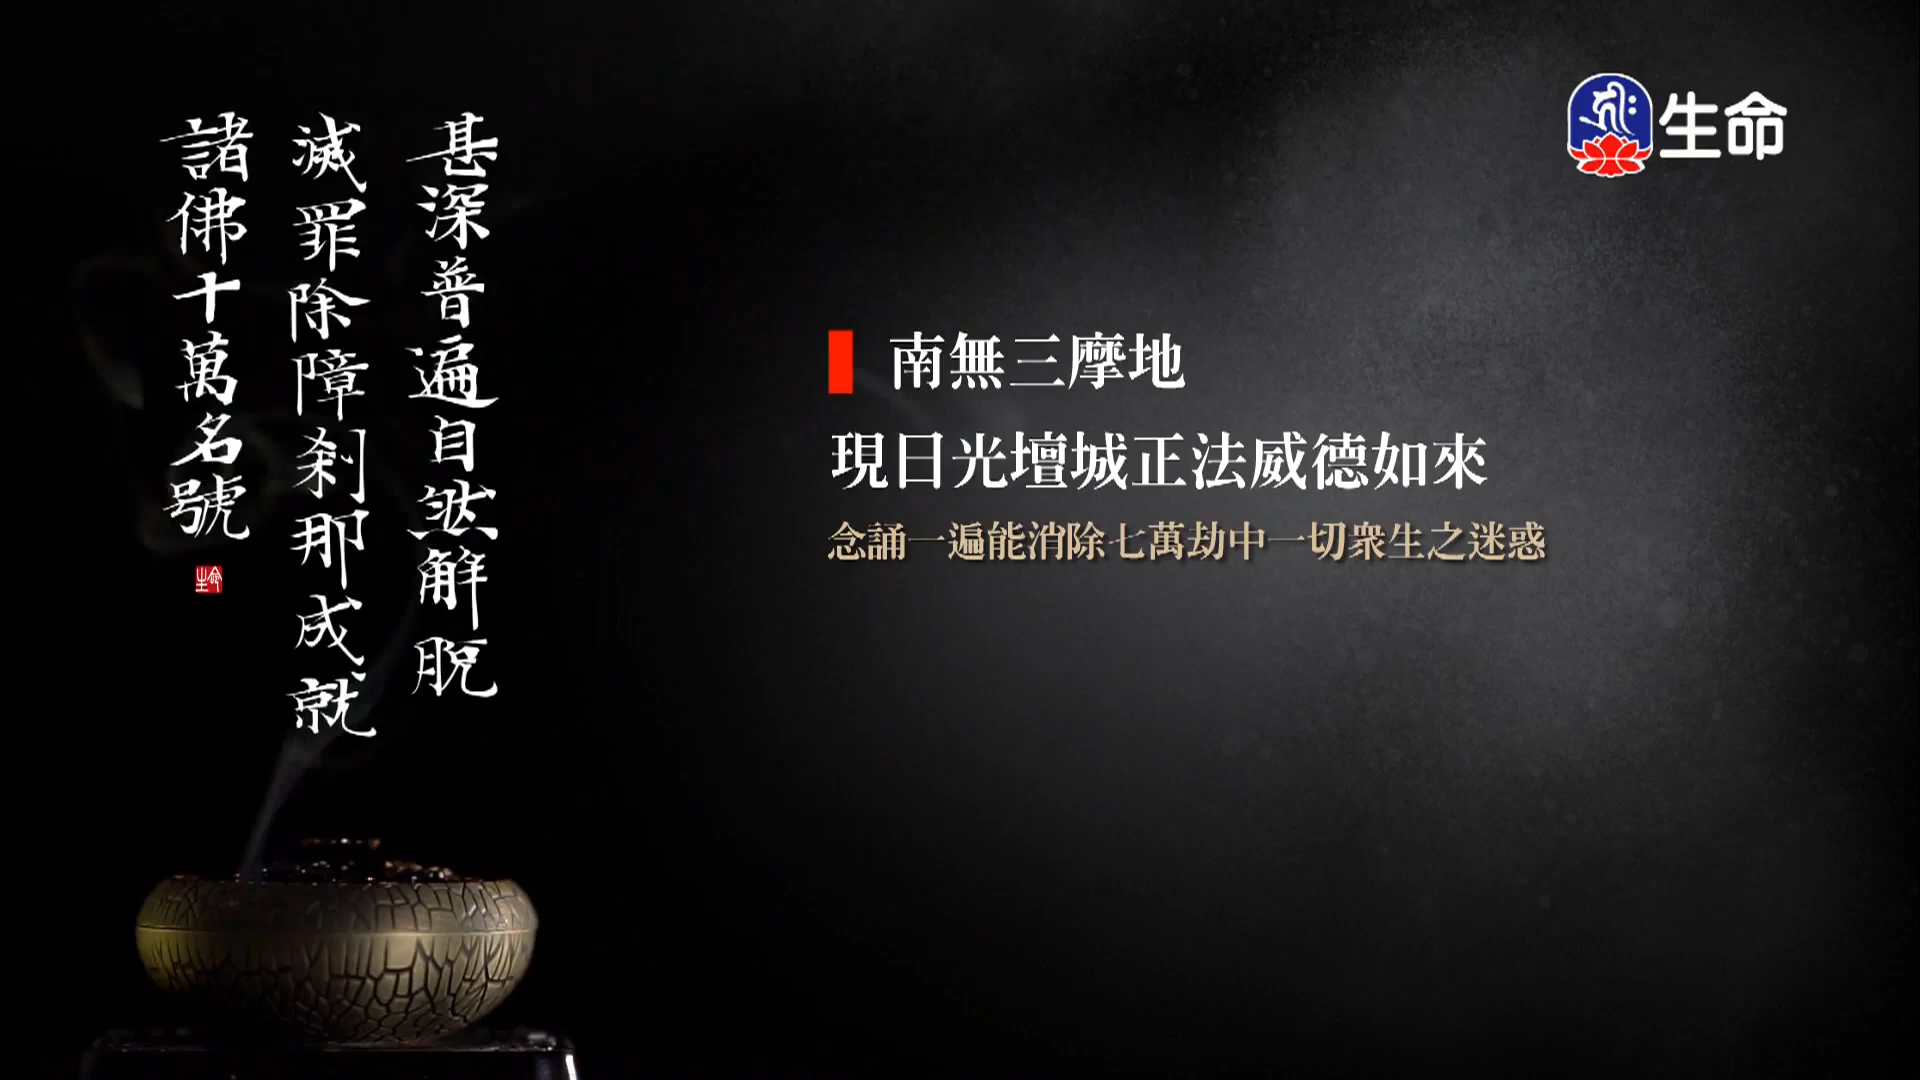 甚深普遍自然解脫
滅罪除障剎那成就
諸佛十萬名號
生命
南無三摩地
現日光壇城正法威德如來
念誦一遍能消除七萬劫中一切眾生之迷惑
生命